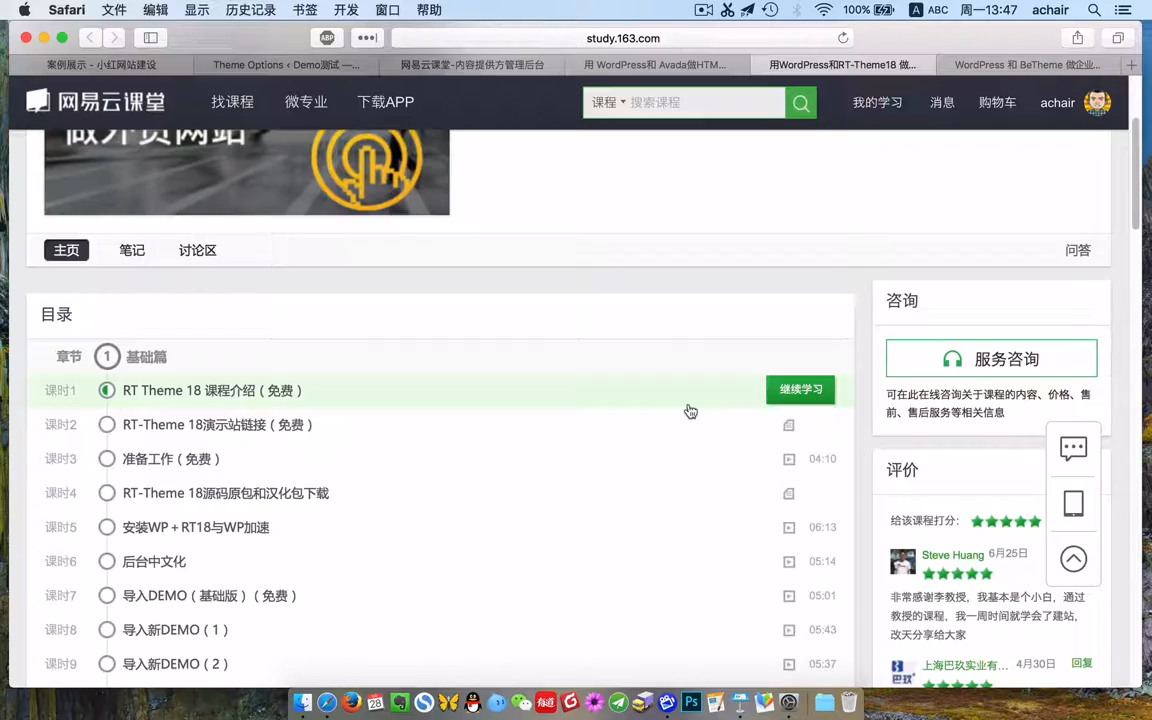 Safari 文件 编辑 显示 历史记录 书签 开发 窗口 帮助 100% A ABC 周一13:47 achair
ABP study.163.com
案例展示 - 小红网站建设 Theme Options ‹ Demo测试 —... 网易云课堂-内容提供方管理后台 用 WordPress和 Avada做HTM... 用WordPress和RT-Theme18 做... WordPress 和 BeTheme 做企业...
网易云课堂 找课程 微专业 下载APP 课程 搜索课程 我的学习 消息 购物车 achair
做外贸网站
主页 笔记 讨论区 问答
目录
章节 1 基础篇
课时1 RT Theme 18 课程介绍 ( 免费 ) 继续学习
课时2 RT-Theme 18演示站链接 ( 免费 )
课时3 准备工作 ( 免费 ) 04:10
课时4 RT-Theme 18源码原包和汉化包下载
课时5 安装WP + RT18与WP加速 06:13
课时6 后台中文化 05:14
课时7 导入DEMO ( 基础版 ) ( 免费 ) 05:01
课时8 导入新DEMO ( 1 ) 05:43
课时9 导入新DEMO ( 2 ) 05:37
咨询
服务咨询
可在此在线咨询关于课程的内容、价格、售
前、售后服务等相关信息
评价
给该课程打分:
Steve Huang 6月25日
非常感谢李教授，我基本是个小白，通过
教授的课程，我一周时间就学会了建站，
改天分享给大家
上海巴玖实业有... 4月30日 回复
巴玖
28
有道
Ps